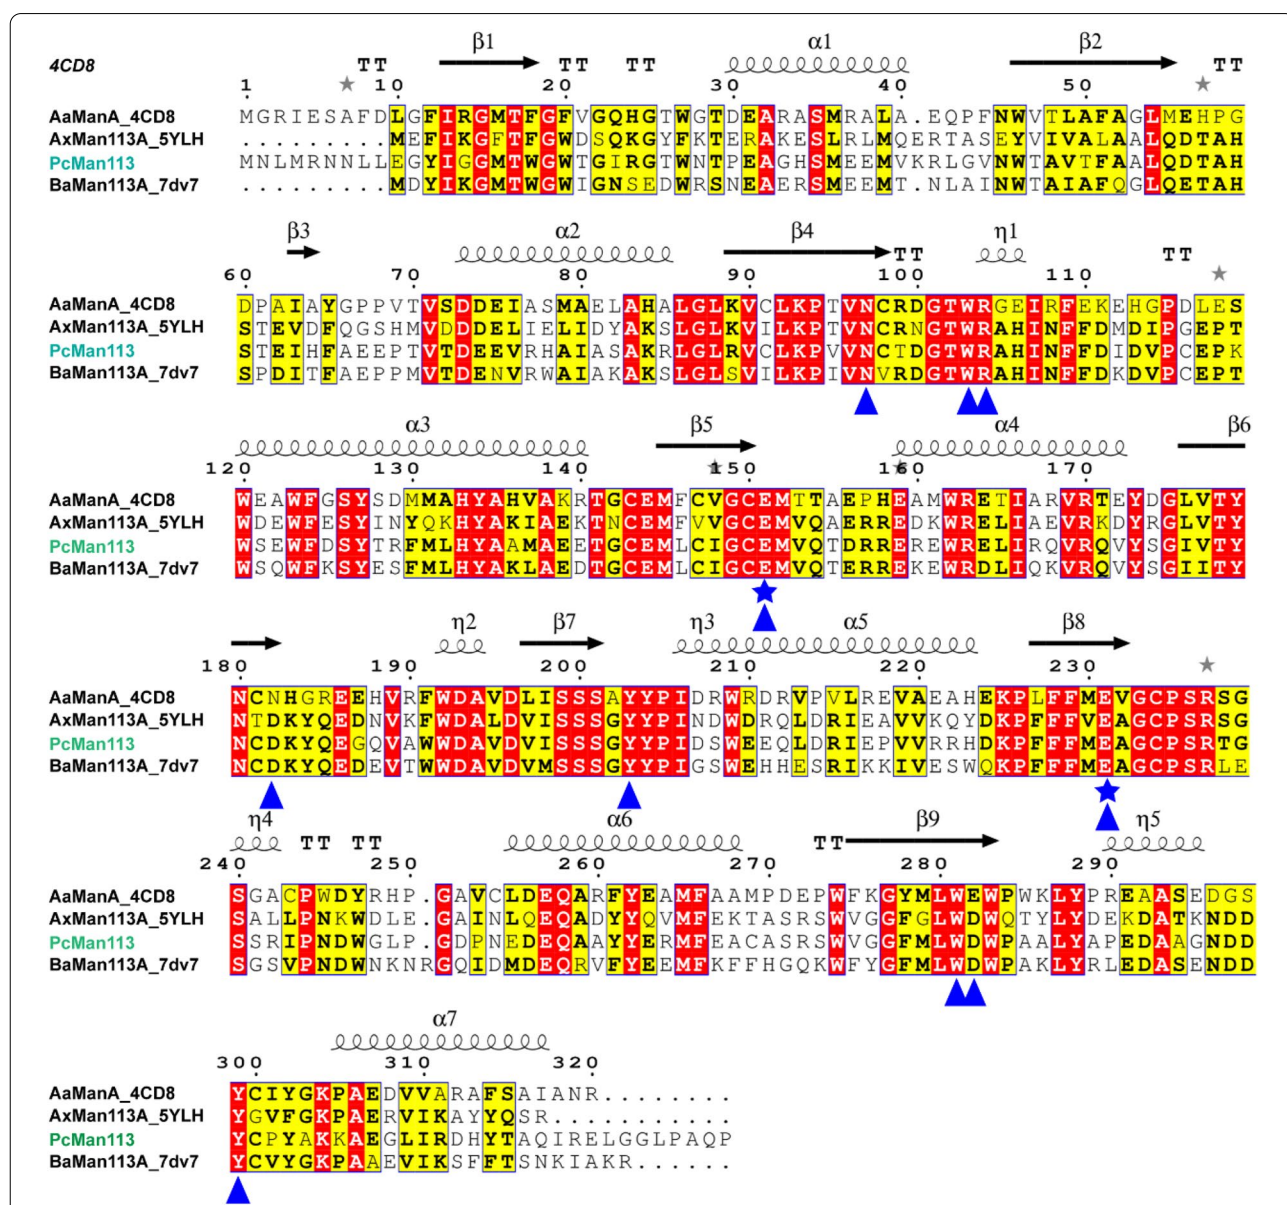 4CD8
β1 α1 β2
TT TT TT TT
1 10 20 30 40 50
AaManA_4CD8 MGRIESAFDLGFIRGMTFGFVGQHGTWGTDEARASMRALA.EQPFNWVTLAFAGLMEHPG
AxMan113A_5YLH .........MEFIKGFTFGWDSQKGYFRTERAKESLRLMQERTASEYVIVALAALQDTAH
PcMan113 MNLMRNNLLEGYIGGMTWGWTGIRGTWNTPEAGHSMEEMVKRLGVNWTAVTFAALQDTAH
BaMan113A_7dv7 .........MDYIKGMTWGWIGNSEDWRSNEAERSMEEMT.NLAINWTAIAFQGLQETAH
β3 α2 β4 η1
TT TT
60 70 80 90 100 110
AaManA_4CD8 DPAIAYGPPVTVSDDEIASMAELAHALGLKVCLKPTVNCRDGTWRGEIRFEKEHGPDLES
AxMan113A_5YLH STEVDFQGSHMVDDDELIELIDYAKSLGLKVILKPTVNCRNGTWRAHINFFDMDIPGEPT
PcMan113 STEIHFAEEPTVTDEEVRHAIASAKRLGLRVCLKPVVNCTDGTWRAHINFFDIDVPCEPK
BaMan113A_7dv7 SPDITFAEPPMVTDENVRWAIAKAKSLGLSVILKPIVNVRDGTWRAHINFFDKDVPCEPT
α3 β5 α4 β6
120 130 140 150 160 170
AaManA_4CD8 WEAWFGSYSDMMAHYAHVAKRTGCEMFCVGCEMTTAEPHEAMWRETIARVRTEYDGLVTY
AxMan113A_5YLH WDEWFESYINYQKHYAKIAEKTNCEMFVVGCEMVQAERREDKWRELIAEVRKDYRGLVTY
PcMan113 WSEWFDSYTRFMLHYAAMAEETGCEMLCIGCEMVQTDRREREWRELIRQVRQVYSGIVTY
BaMan113A_7dv7 WSQWFKSYESFMLHYAKLAEDTGCEMLCIGCEMVQTERREKEWRDLIQKVRQVYSGIITY
η2 β7 η3 α5 β8
180 190 200 210 220 230
AaManA_4CD8 NCNHGREEHVRFWDAVDLISSSAYYPIDRWRDRVPVLREVAEAHEKPLFFMEVGCPSRSG
AxMan113A_5YLH NTDKYQEDNVKFWDALDVISSSGYYPINDWDRQLDRIEAVVKQYDKPFFFVEAGCPSRSG
PcMan113 NCDKYQEGQVAWWDAVDVISSSGYYPIDSWEEQLDRIEPVVRRHDKPFFFMEAGCPSRTG
BaMan113A_7dv7 NCDKYQEDEVTWWDAVDVMSSSGYYPIGSWEHHESRIKKIVESWQKPFFFMEAGCPSRLE
η4 α6 β9 η5
TT TT TT
240 250 260 270 280 290
AaManA_4CD8 SGACPWDYRHP.GAVCLDEQARFYEAMFAAMPDEPWFKGYMLWEWPWKLYPREAASEDGS
AxMan113A_5YLH SALLPNKWDLE.GAINLQEQADYYQVMFEKTASRSWVGGFGLWDWQTYLYDEKDATKNDD
PcMan113 SSRIPNDWGLP.GDPNEDEQAAYYERMFEACASRSWVGGFMLWDWPAALYAPEDAAGNDD
BaMan113A_7dv7 SGSVPNDWNKNRGQIDMDEQRVFYEEMFKFFHGQKWFYGFMLWDWPAKLYRLEDASENDD
α7
300 310 320
AaManA_4CD8 YCIYGKPAEDVVARAFSAIANR........
AxMan113A_5YLH YGVFGKPAERVIKAYYQSR...........
PcMan113 YCPYAKKAEGLIRDHYTAQIRELGGLPAQP
BaMan113A_7dv7 YCVYGKPAAEVIKSFFTSNKIAKR......